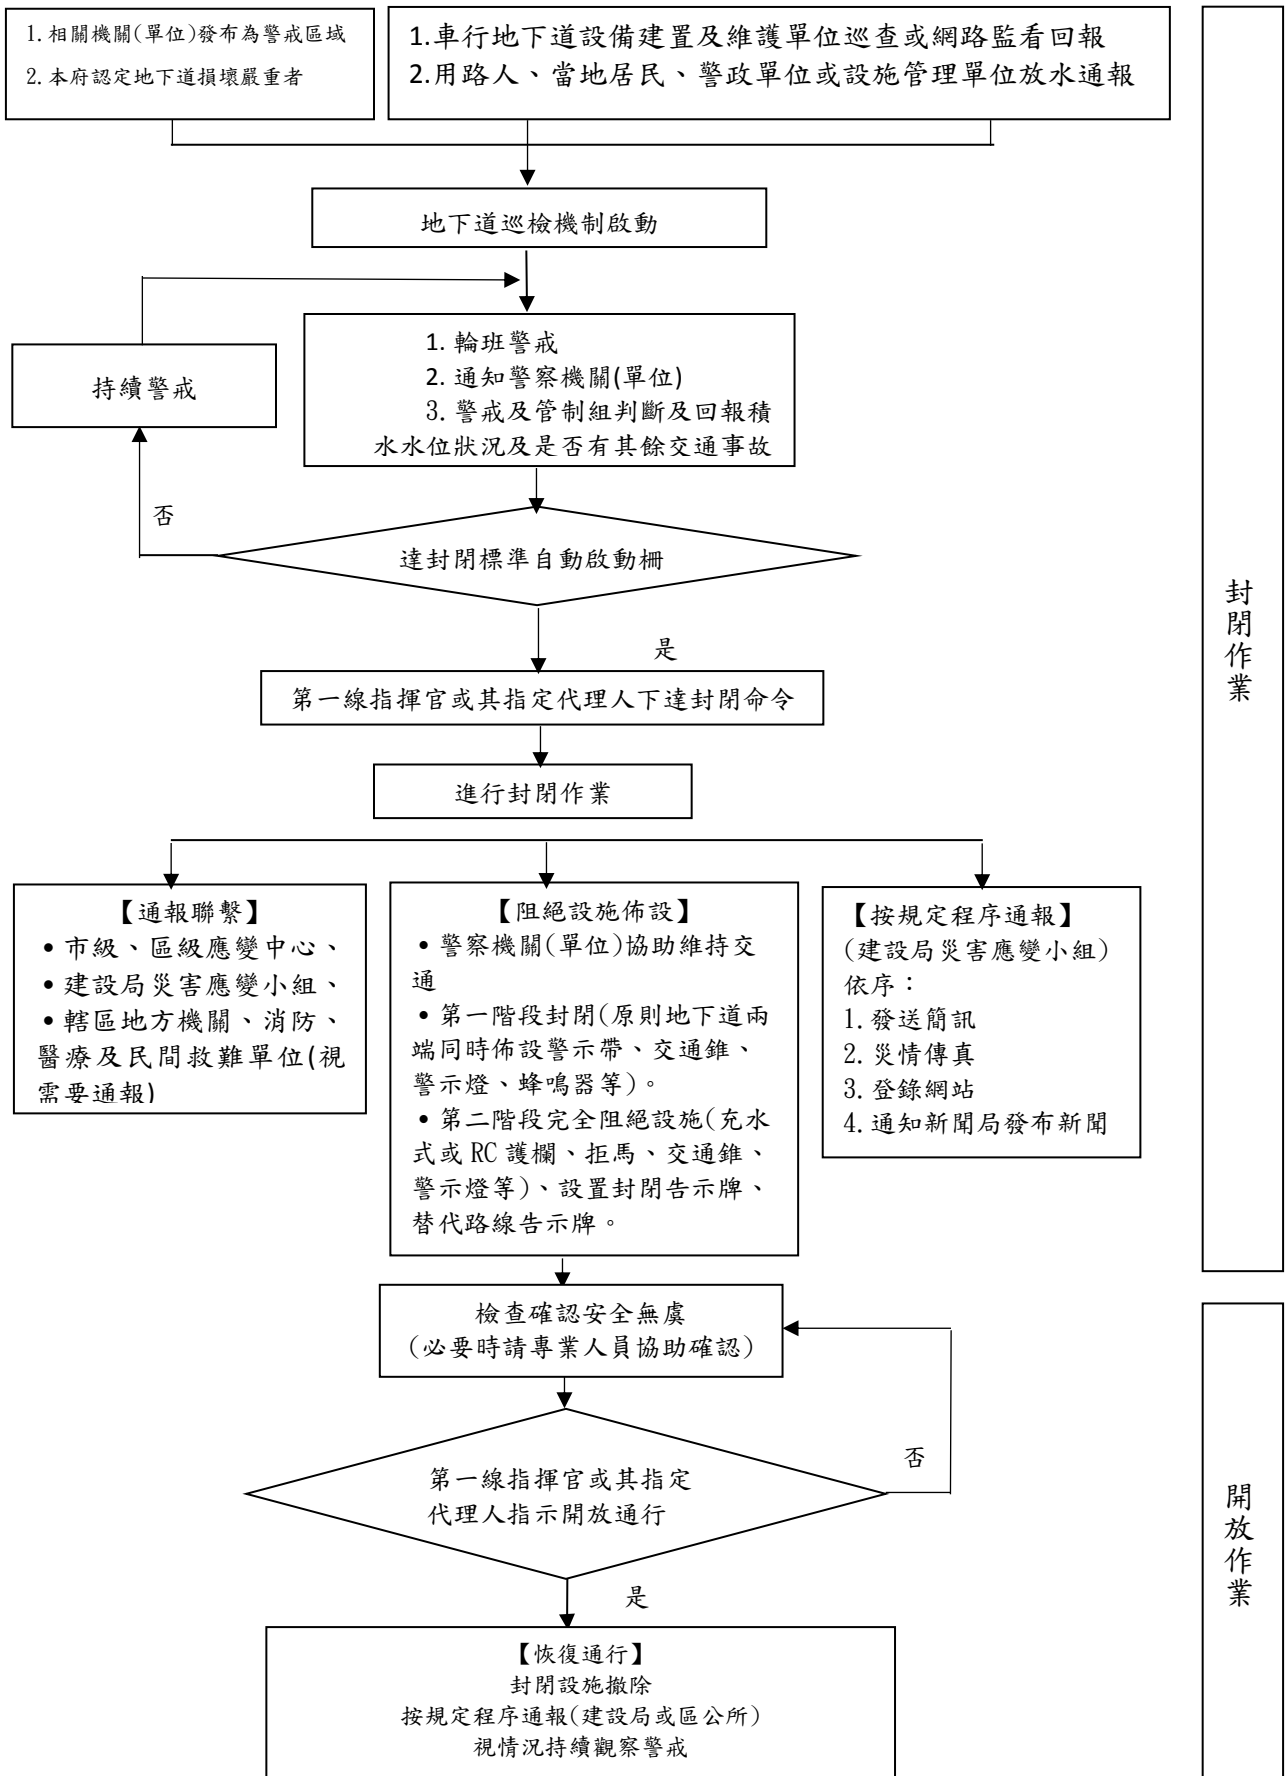 1.相關機關(單位)發布為警戒區域
2.本府認定地下道損壞嚴重者
1.車行地下道設備建置及維護單位巡查或網路監看回報
2.用路人、當地居民、警政單位或設施管理單位放水通報
地下道巡檢機制啟動
1. 輪班警戒
2. 通知警察機關(單位)
3. 警戒及管制組判斷及回報積
水水位狀況及是否有其餘交通事故
持續警戒
否
達封閉標準自動啟動柵
是
第一線指揮官或其指定代理人下達封閉命令
進行封閉作業
【通報聯繫】
•市級、區級應變中心、
•建設局災害應變小組、
•轄區地方機關、消防、
醫療及民間救難單位(視
需要通報)
【阻絕設施佈設】
•警察機關(單位)協助維持交
通
•第一階段封閉(原則地下道兩
端同時佈設警示帶、交通錐、
警示燈、蜂鳴器等)。
•第二階段完全阻絕設施(充水
式或 RC 護欄、拒馬、交通錐、
警示燈等)、設置封閉告示牌、
替代路線告示牌。
【按規定程序通報】
(建設局災害應變小組)
依序：
1.發送簡訊
2.災情傳真
3.登錄網站
4.通知新聞局發布新聞
封閉作業
檢查確認安全無虞
(必要時請專業人員協助確認)
第一線指揮官或其指定
代理人指示開放通行
否
是
【恢復通行】
封閉設施撤除
按規定程序通報(建設局或區公所)
視情況持續觀察警戒
開放作業